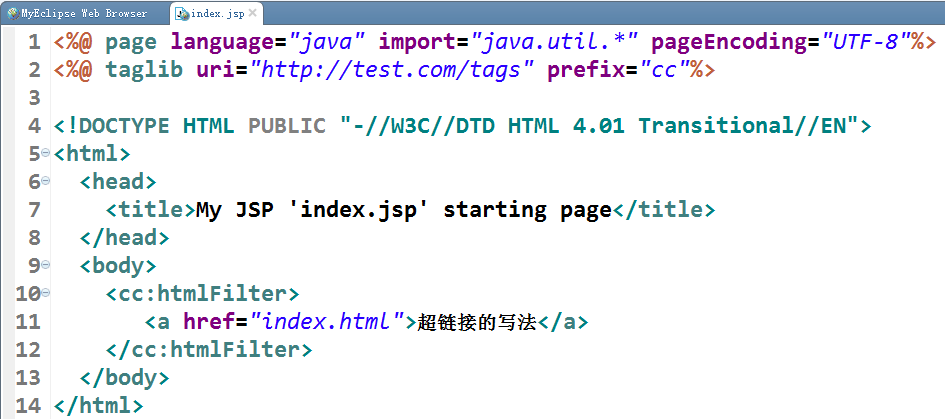 MyEclipse Web Browser
index.jsp
1 <%@ page language="java" import="java.util.*" pageEncoding="UTF-8"%>
2 <%@ taglib uri="http://test.com/tags" prefix="cc"%>
3
4 <!DOCTYPE HTML PUBLIC "-//W3C//DTD HTML 4.01 Transitional//EN">
5 <html>
6   <head>
7     <title>My JSP 'index.jsp' starting page</title>
8   </head>
9   <body>
10     <cc:htmlFilter>
11        <a href="index.html">超链接的写法</a>
12     </cc:htmlFilter>
13   </body>
14 </html>